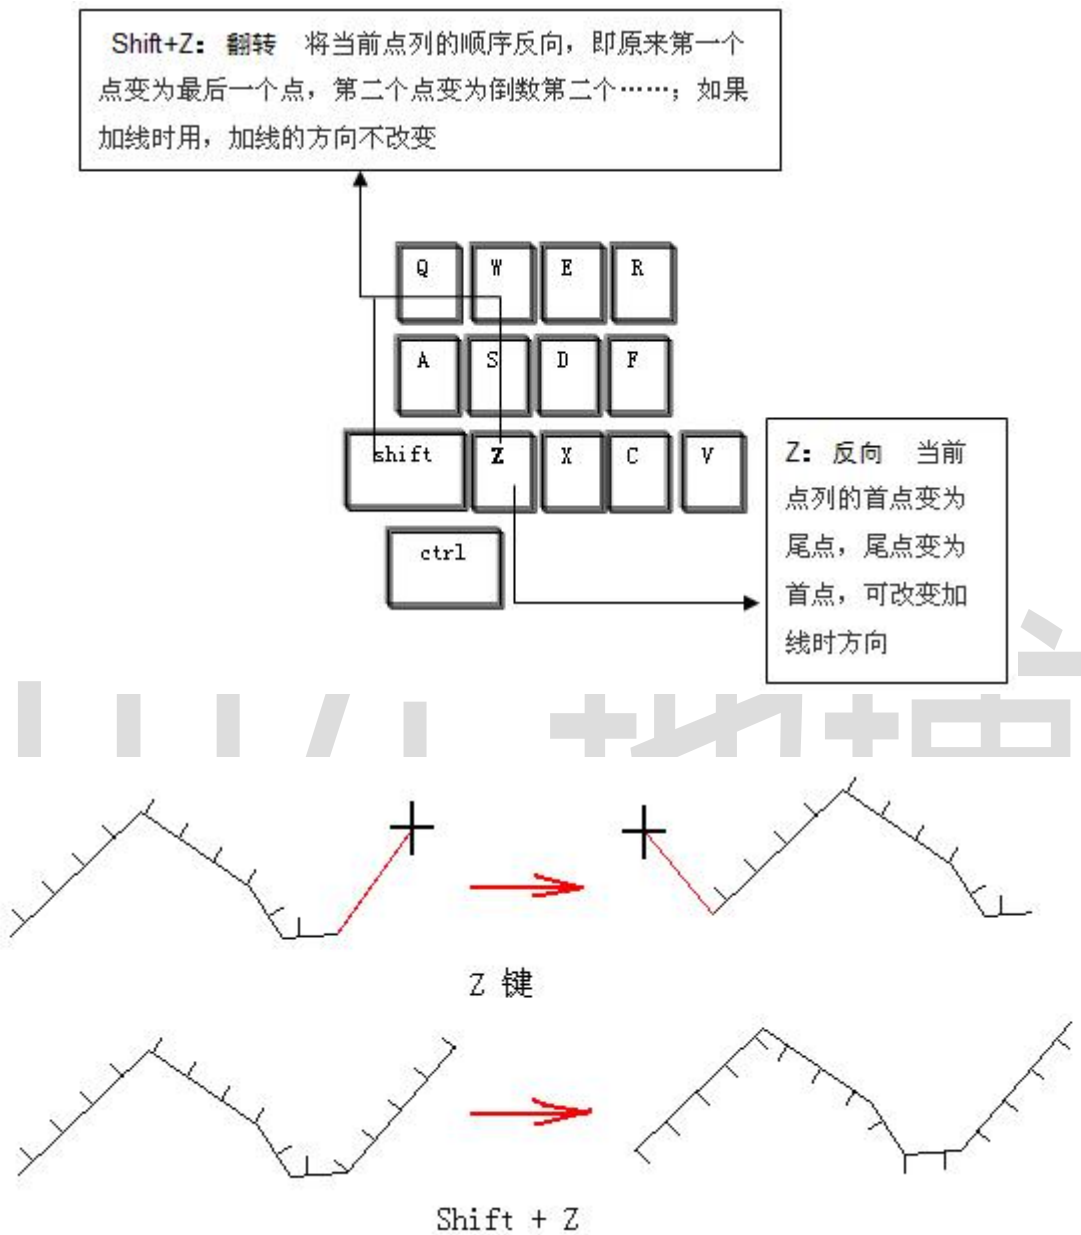 Shift+Z：翻转　将当前点列的顺序反向，即原来第一个
点变为最后一个点，第二个点变为倒数第二个……；如果
加线时用，加线的方向不改变
Q W E R
A S D F
shift Z X C V
ctrl
Z：反向　当前
点列的首点变为
尾点，尾点变为
首点，可改变加
线时方向
Z 键
Shift + Z